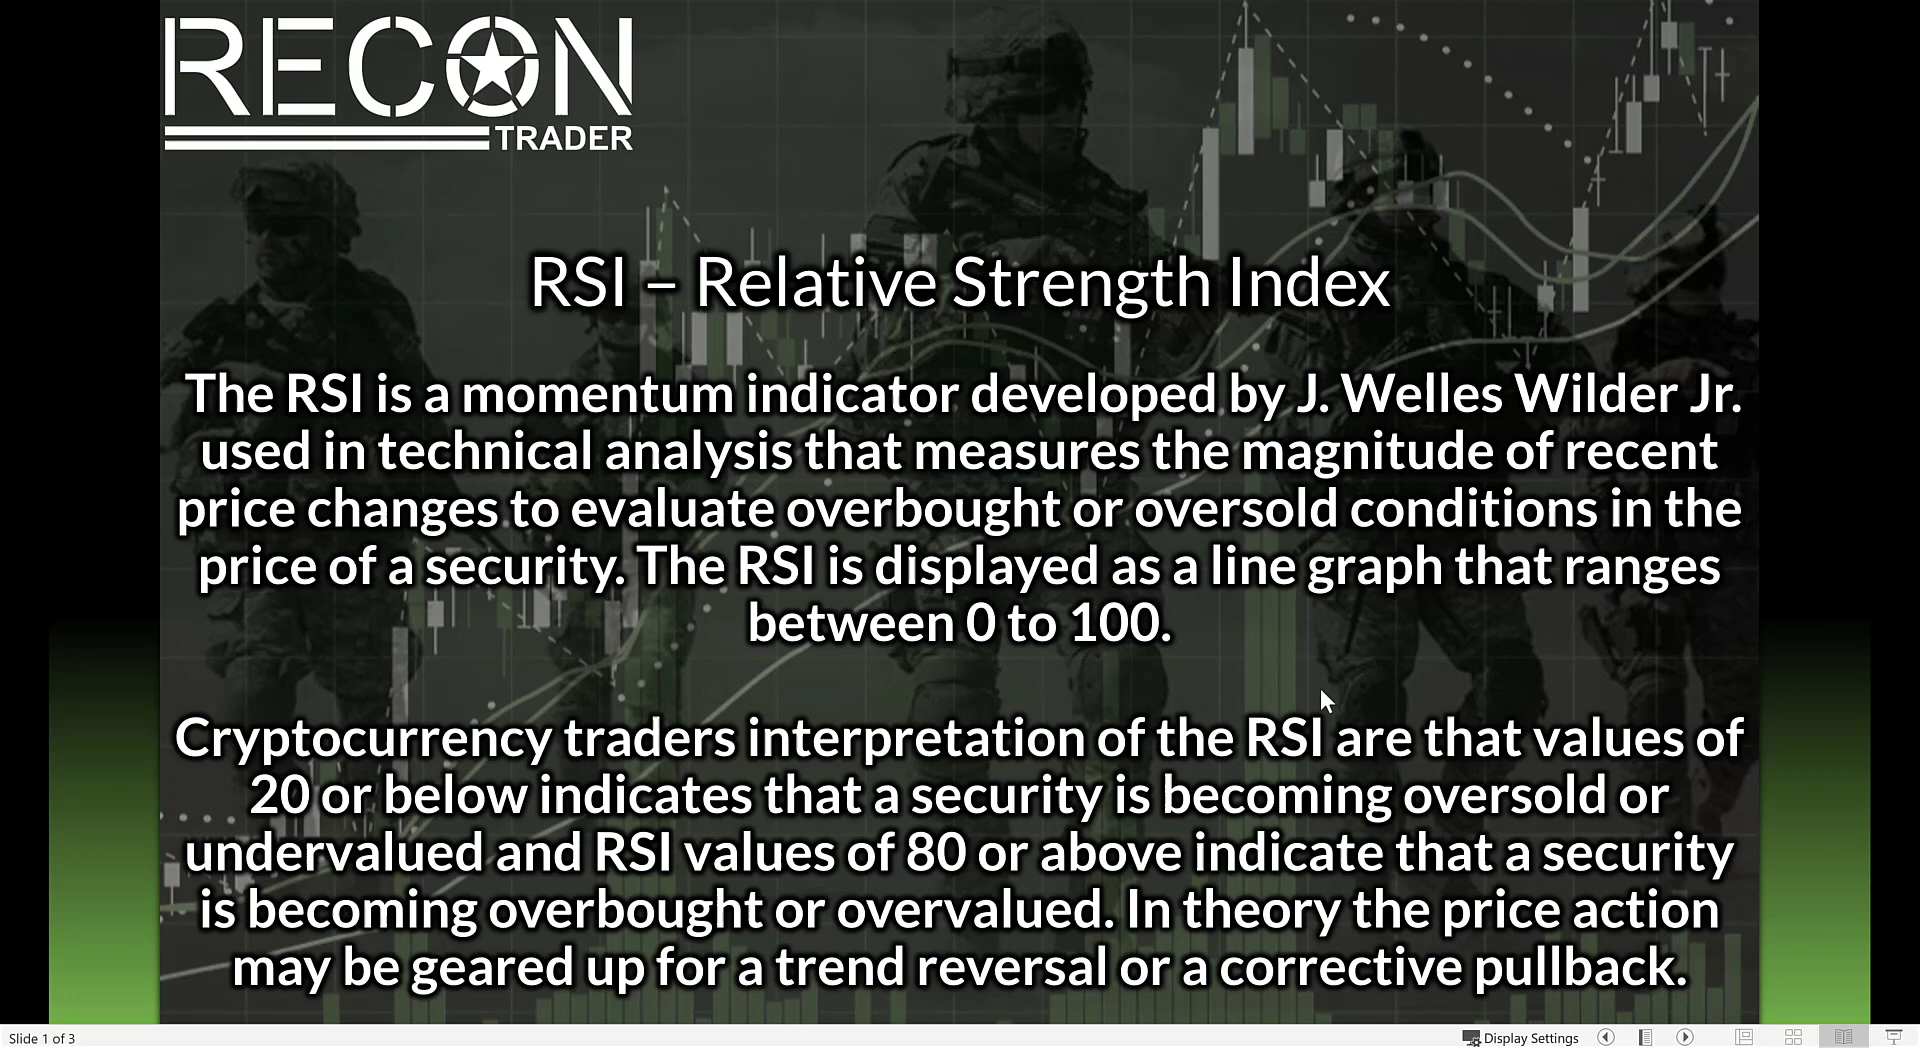 RECON
TRADER
RSI – Relative Strength Index
The RSI is a momentum indicator developed by J. Welles Wilder Jr.
used in technical analysis that measures the magnitude of recent
price changes to evaluate overbought or oversold conditions in the
price of a security. The RSI is displayed as a line graph that ranges
between 0 to 100.
Cryptocurrency traders interpretation of the RSI are that values of
20 or below indicates that a security is becoming oversold or
undervalued and RSI values of 80 or above indicate that a security
is becoming overbought or overvalued. In theory the price action
may be geared up for a trend reversal or a corrective pullback.
Slide 1 of 3
Display Settings